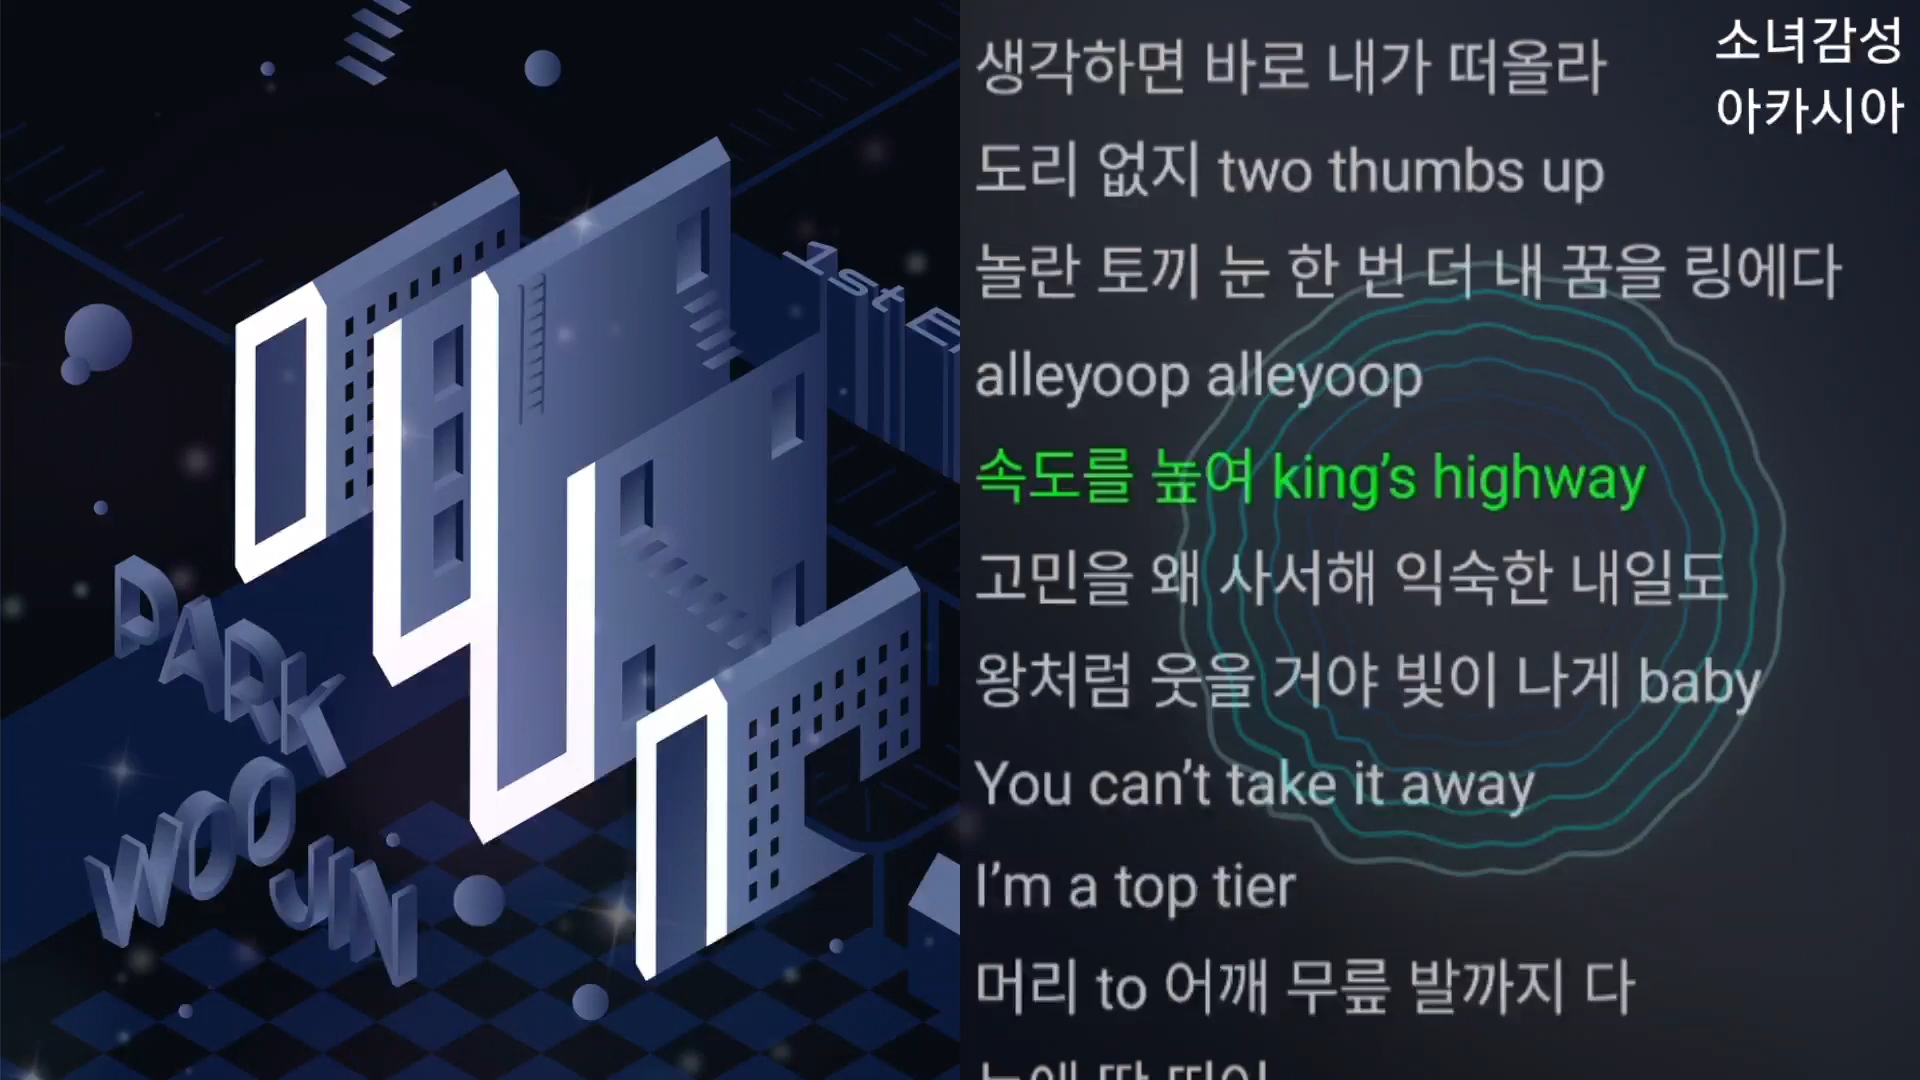 1st E
PARK
WOO
JIN
소녀감성
아카시아
생각하면 바로 내가 떠올라
도리 없지 two thumbs up
놀란 토끼 눈 한 번 더 내 꿈을 링에다
alleyoop alleyoop
속도를 높여 king’s highway
고민을 왜 사서해 익숙한 내일도
왕처럼 웃을 거야 빛이 나게 baby
You can’t take it away
I’m a top tier
머리 to 어깨 무릎 발까지 다